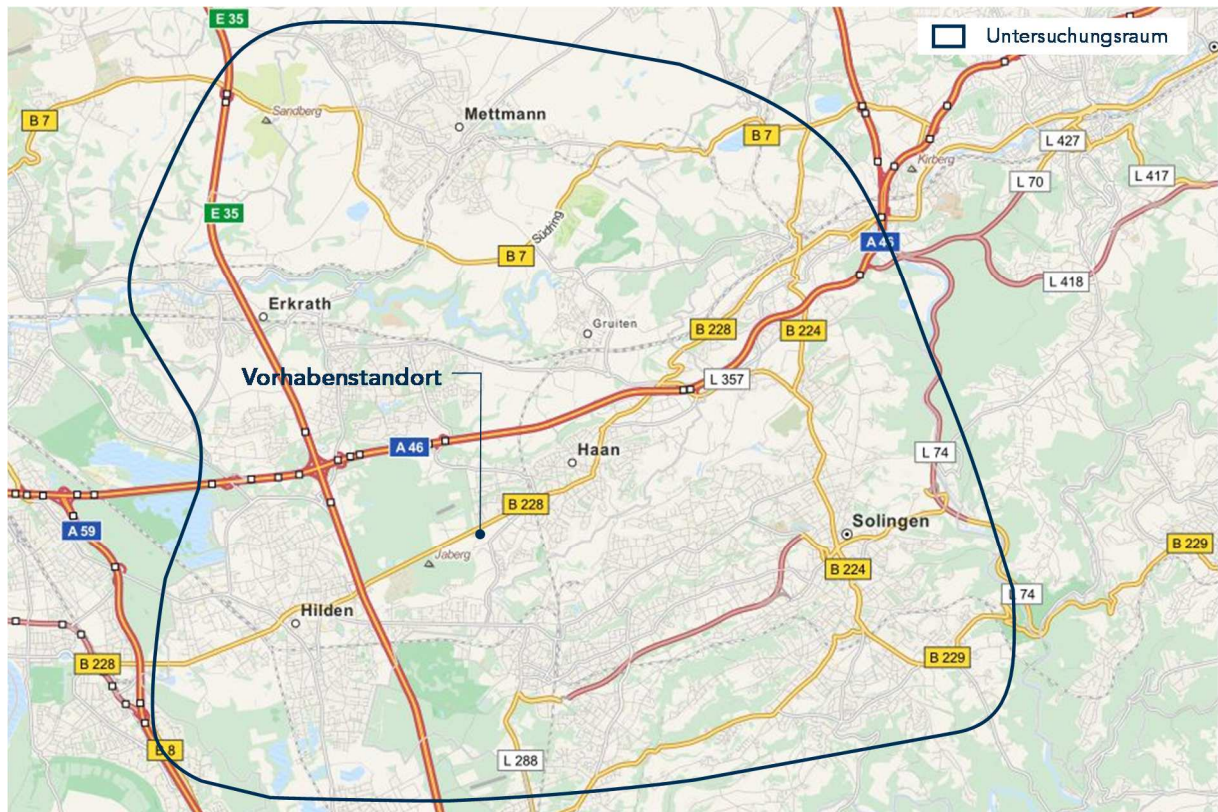 E 35
Untersuchungsraum
Sandberg
Mettmann
B 7
B 7
L 427
Kirberg
L 70
L 417
E 35
Südring
B 7
A 46
L 418
Erkrath
Gruiten
B 228
B 224
Vorhabenstandort
L 357
A 46
Haan
L 74
B 228
A 59
Solingen
Jaberg
B 229
B 224
Hilden
L 74
B 228
B 229
B 8
L 288